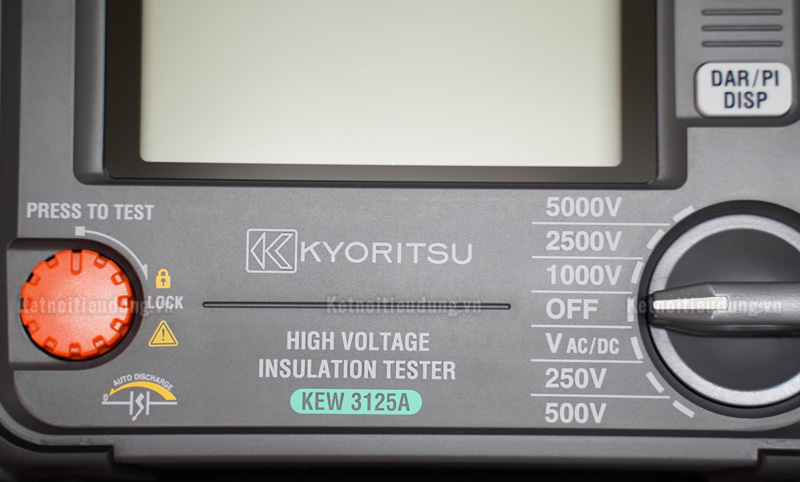 DAR/PI
DISP
PRESS TO TEST
LOCK
0 AUTO DISCHARGE
KYORITSU
HIGH VOLTAGE
INSULATION TESTER
KEW 3125A
5000V
2500V
1000V
OFF
V AC/DC
250V
500V
Ketnoitieudung.vn
Ketnoitieudung.vn
Ketnoitieudung.vn